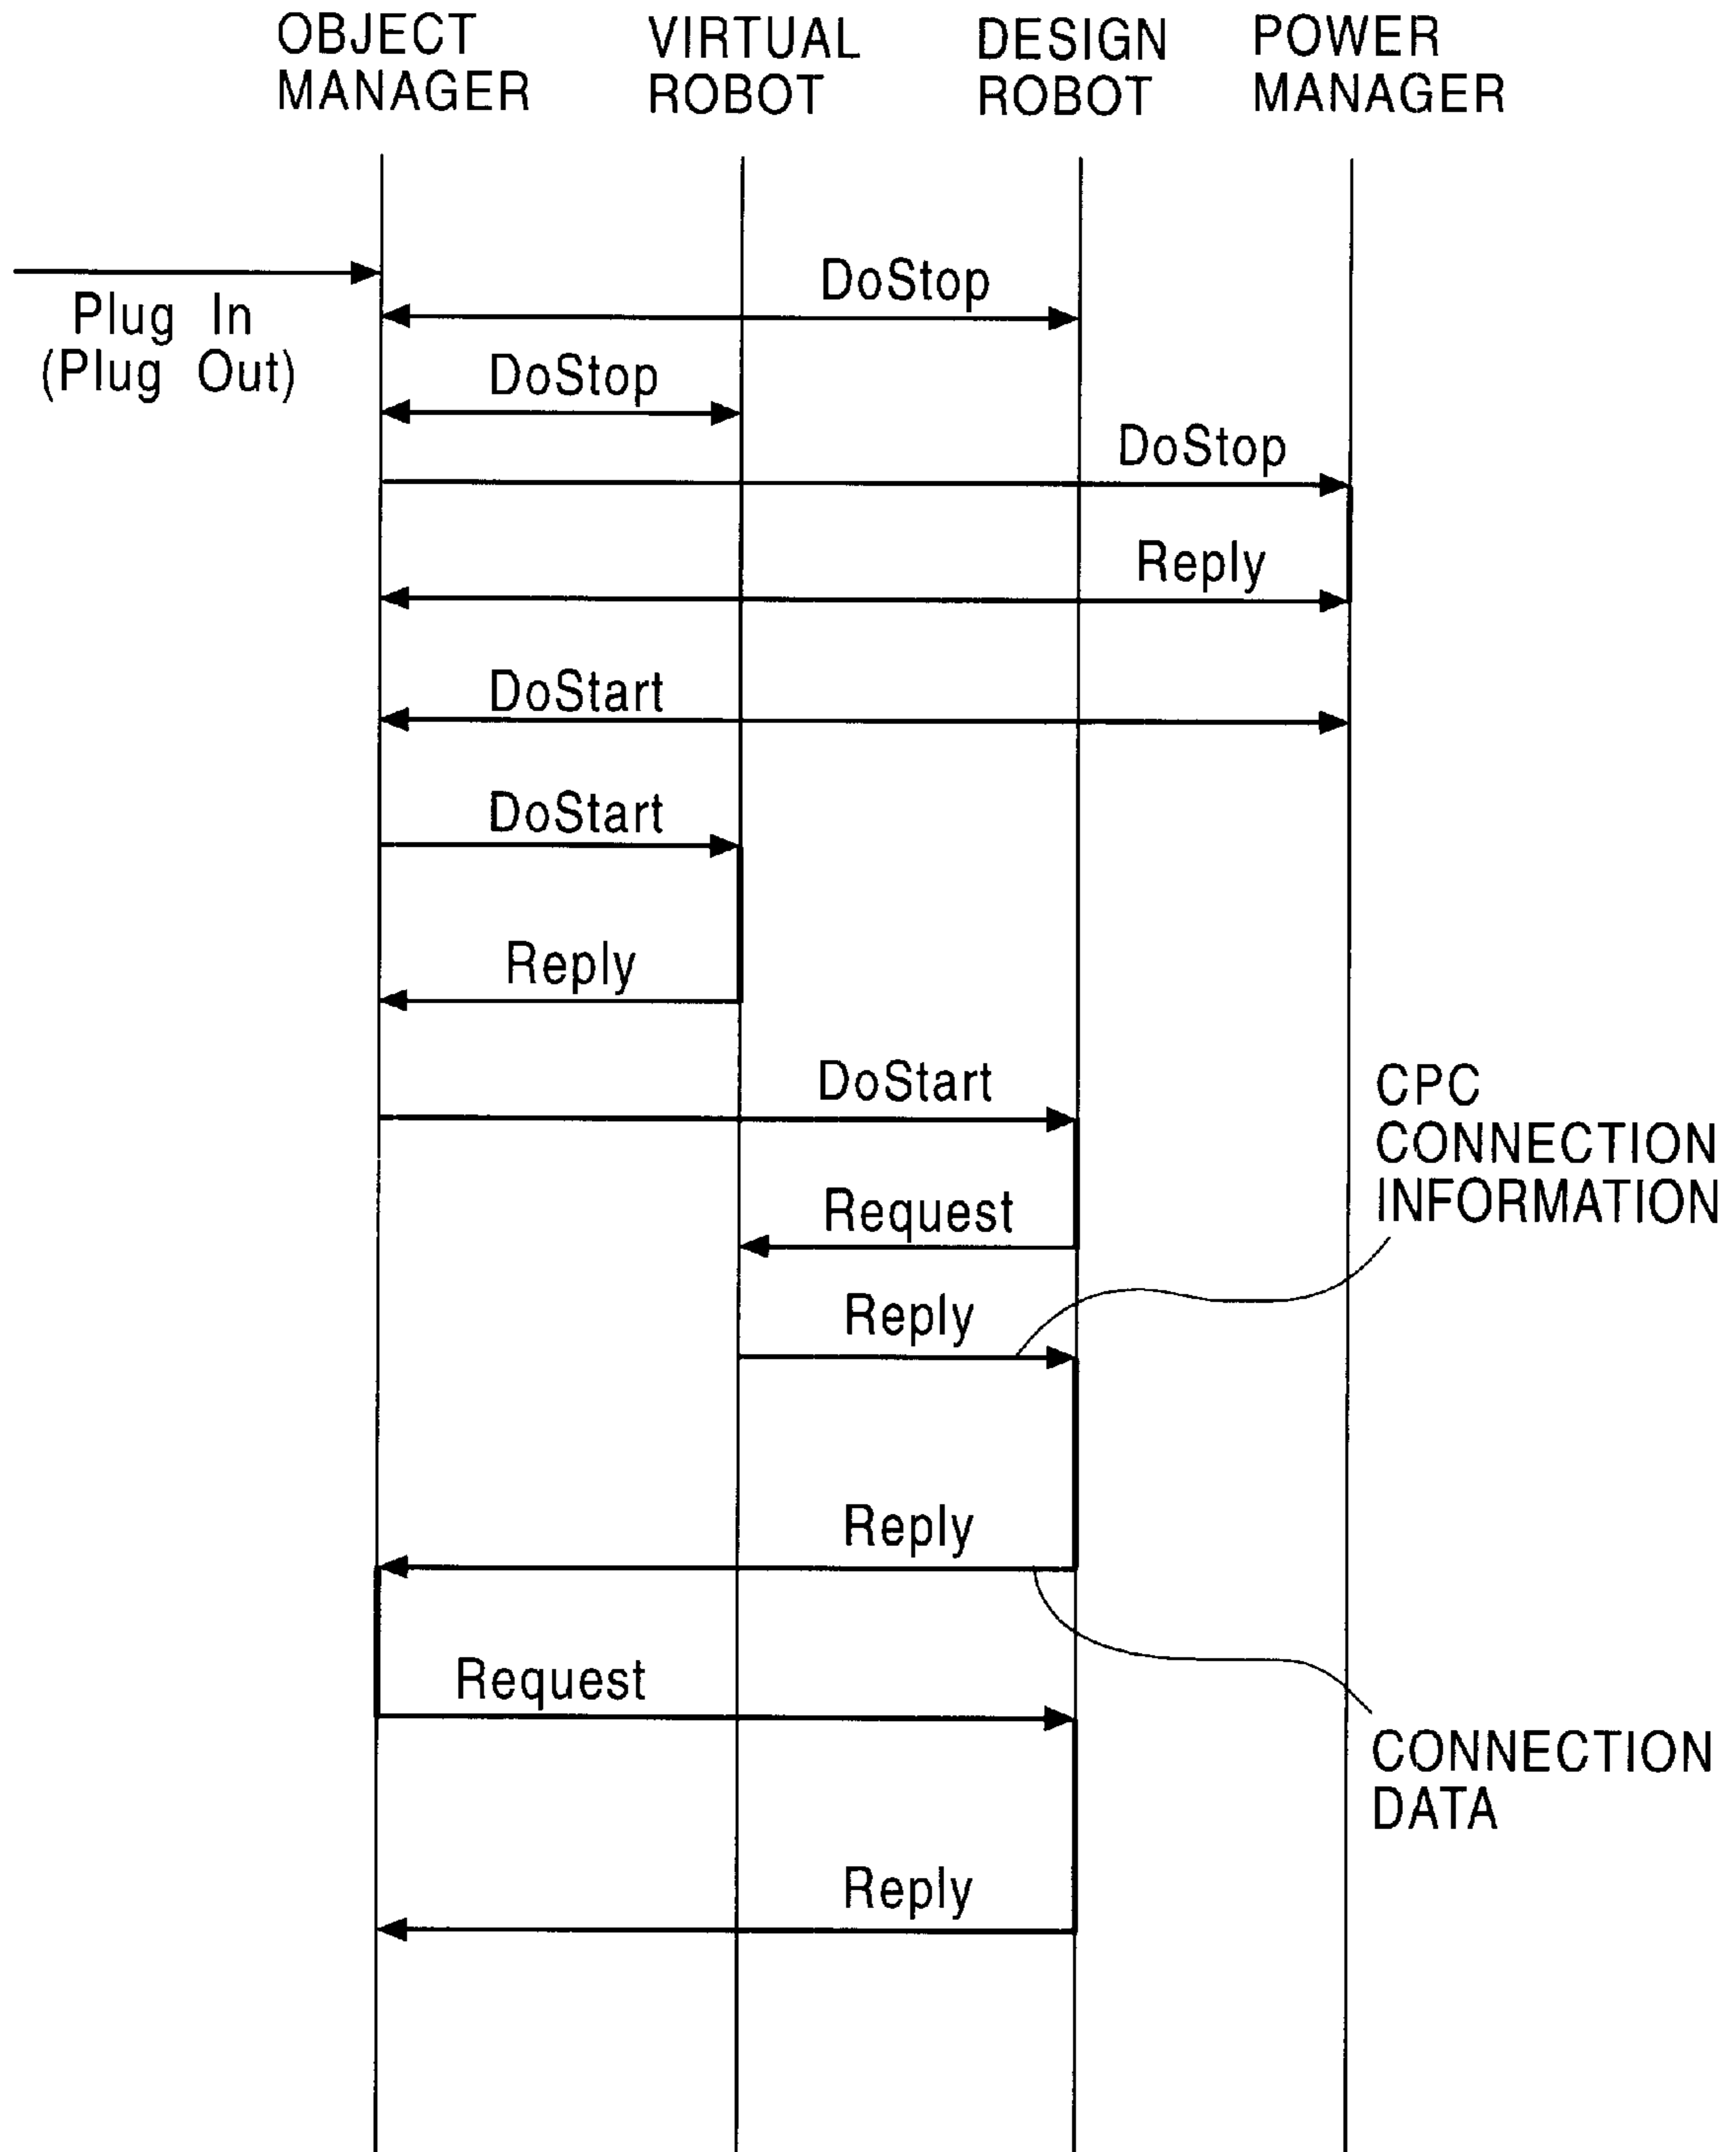 OBJECT
MANAGER
VIRTUAL
ROBOT
DESIGN
ROBOT
POWER
MANAGER
Plug In
(Plug Out)
DoStop
DoStop
DoStop
Reply
DoStart
DoStart
Reply
DoStart
CPC
CONNECTION
INFORMATION
Request
Reply
Reply
Request
CONNECTION
DATA
Reply